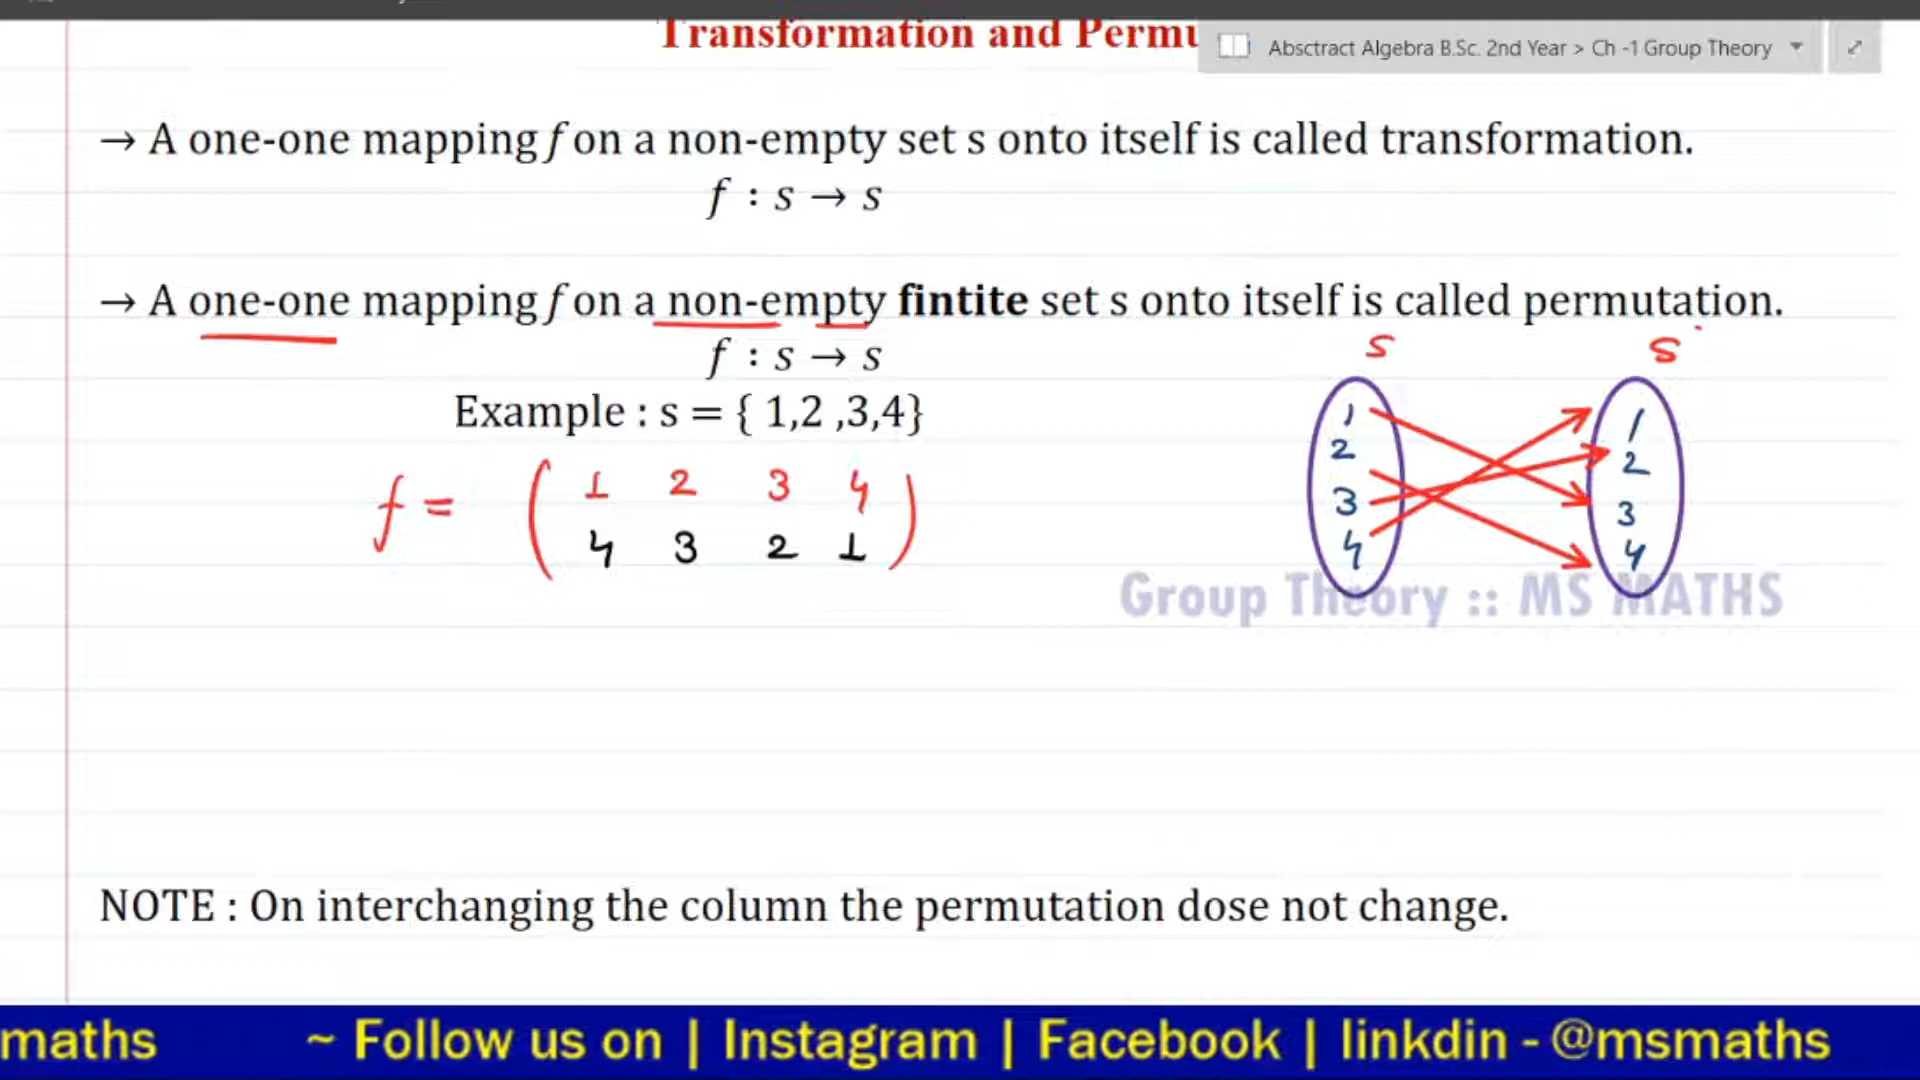 Transformation and Permu
Absctract Algebra B.Sc. 2nd Year > Ch -1 Group Theory
→ A one-one mapping f on a non-empty set s onto itself is called transformation.
f : s → s
→ A one-one mapping f on a non-empty fintite set s onto itself is called permutation.
f : s → s
Example : s = { 1,2 ,3,4}
f = ( 1 2 3 4 )
4 3 2 1
s s
1 1
2 2
3 3
4 4
Group Theory :: MS MATHS
NOTE : On interchanging the column the permutation dose not change.
maths ~ Follow us on | Instagram | Facebook | linkdin - @msmaths